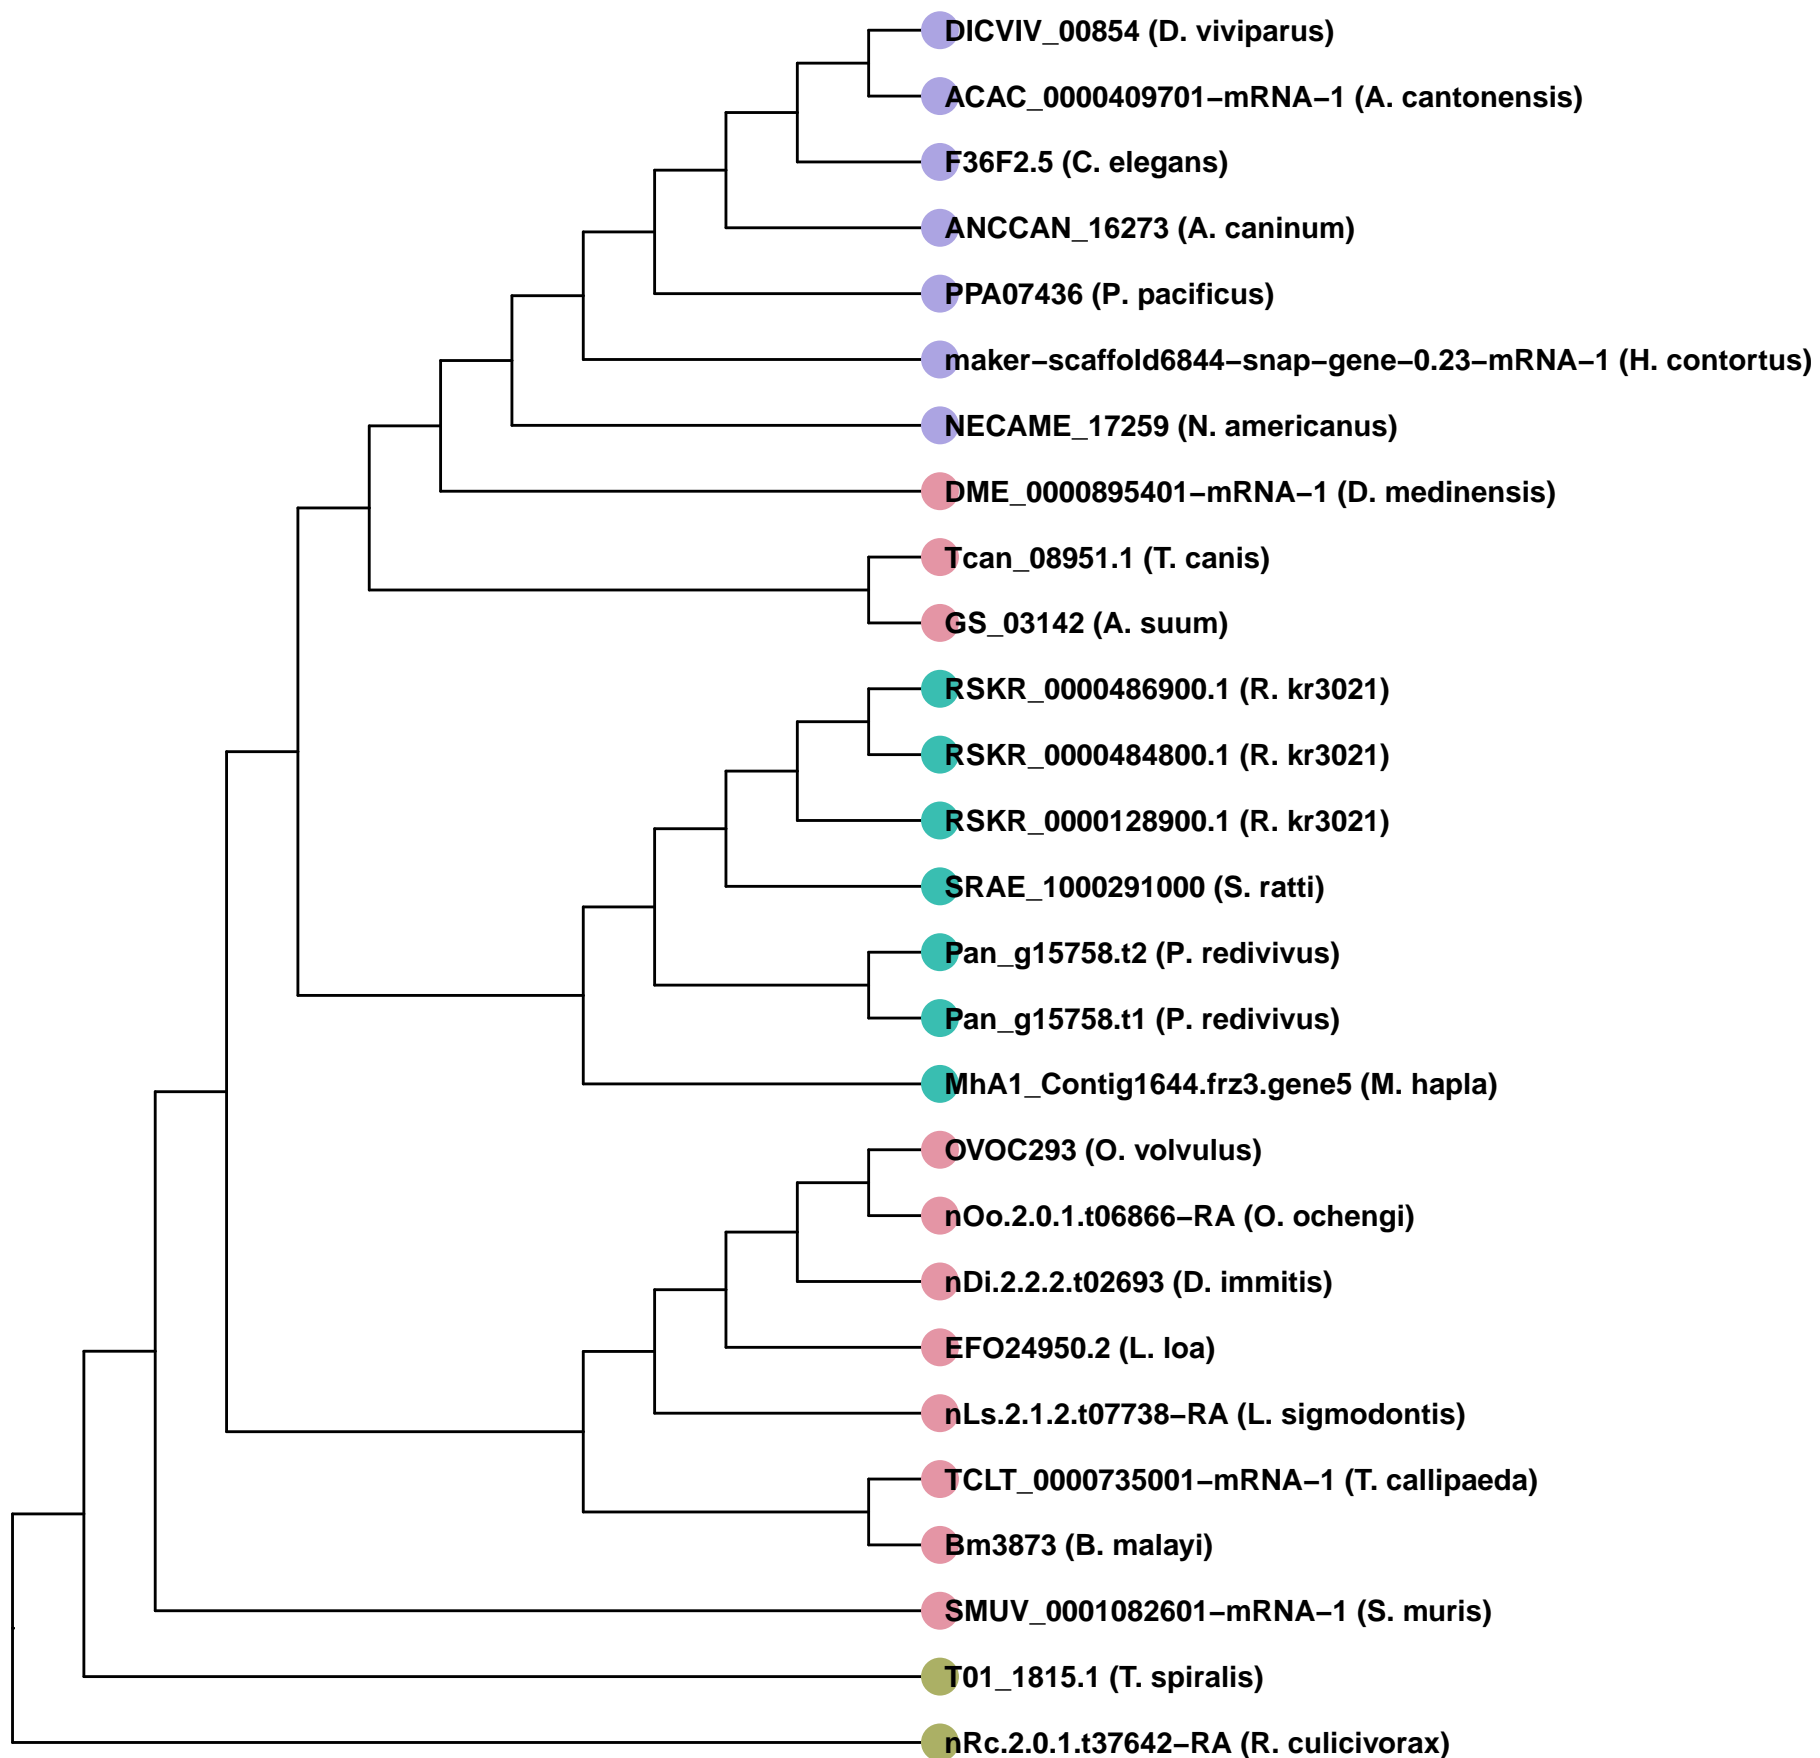 DICVIV_00854 (D. viviparus)
ACAC_0000409701−mRNA−1 (A. cantonensis)
F36F2.5 (C. elegans)
ANCCAN_16273 (A. caninum)
PPA07436 (P. pacificus)
maker−scaffold6844−snap−gene−0.23−mRNA−1 (H. contortus)
NECAME_17259 (N. americanus)
DME_0000895401−mRNA−1 (D. medinensis)
Tcan_08951.1 (T. canis)
GS_03142 (A. suum)
RSKR_0000486900.1 (R. kr3021)
RSKR_0000484800.1 (R. kr3021)
RSKR_0000128900.1 (R. kr3021)
SRAE_1000291000 (S. ratti)
Pan_g15758.t2 (P. redivivus)
Pan_g15758.t1 (P. redivivus)
MhA1_Contig1644.frz3.gene5 (M. hapla)
OVOC293 (O. volvulus)
nOo.2.0.1.t06866−RA (O. ochengi)
nDi.2.2.2.t02693 (D. immitis)
EFO24950.2 (L. loa)
nLs.2.1.2.t07738−RA (L. sigmodontis)
TCLT_0000735001−mRNA−1 (T. callipaeda)
Bm3873 (B. malayi)
SMUV_0001082601−mRNA−1 (S. muris)
T01_1815.1 (T. spiralis)
nRc.2.0.1.t37642−RA (R. culicivorax)